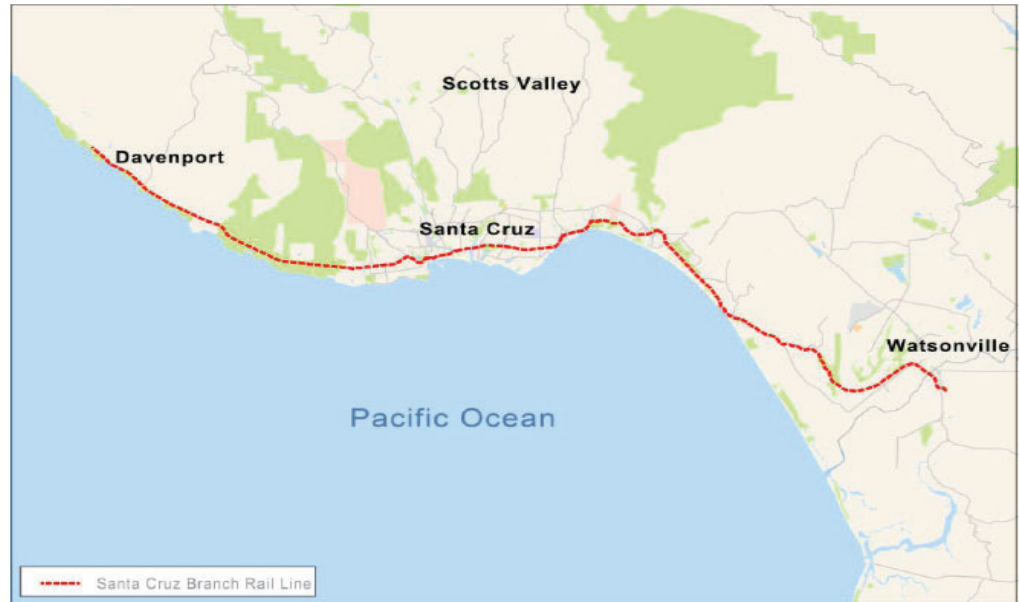 Scotts Valley
Davenport
Santa Cruz
Watsonville
Pacific Ocean
Santa Cruz Branch Rail Line